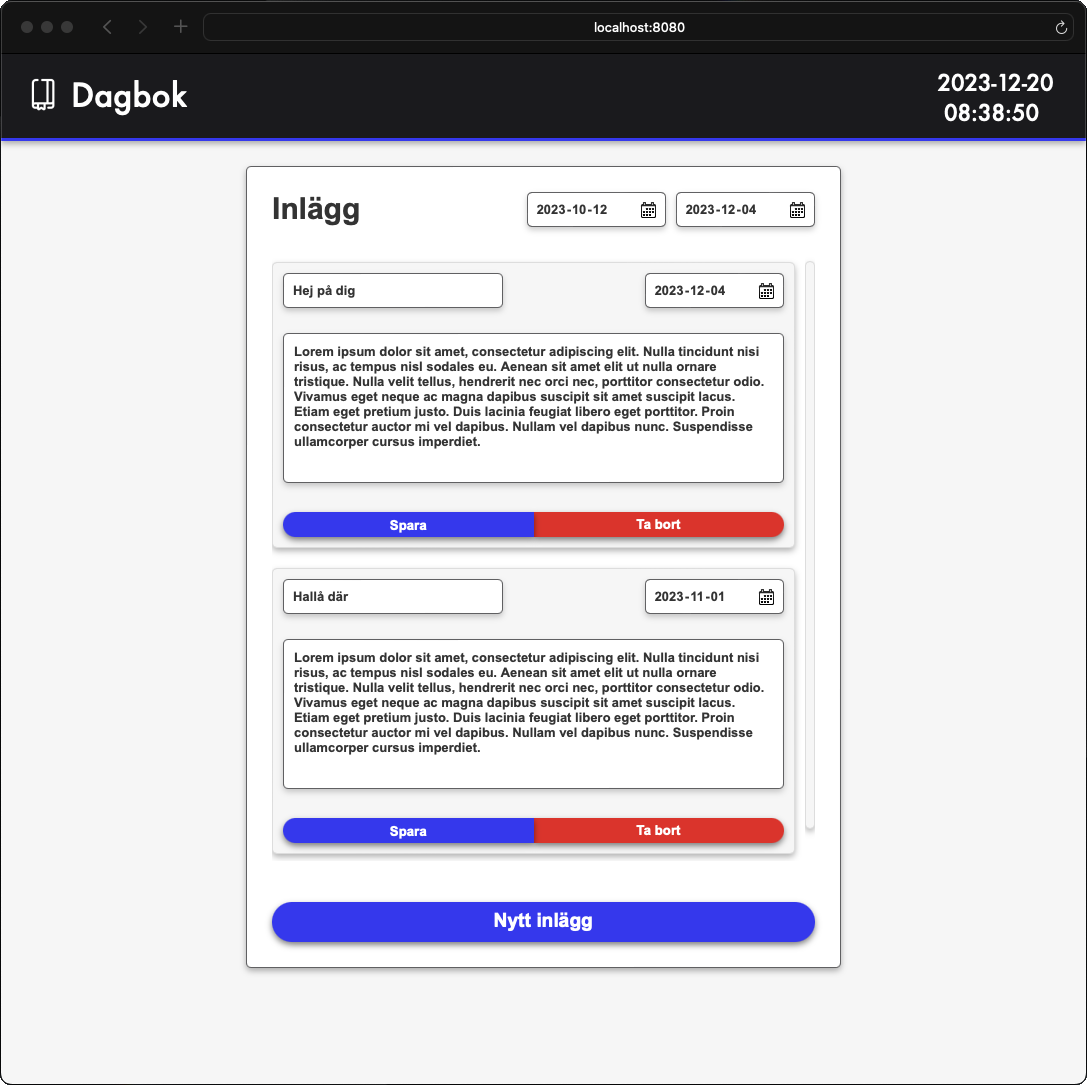 localhost:8080
Dagbok
2023-12-20
08:38:50
Inlägg
2023-10-12
2023-12-04
Hej på dig
2023-12-04
Lorem ipsum dolor sit amet, consectetur adipiscing elit. Nulla tincidunt nisi
risus, ac tempus nisl sodales eu. Aenean sit amet elit ut nulla ornare
tristique. Nulla velit tellus, hendrerit nec orci nec, porttitor consectetur odio.
Vivamus eget neque ac magna dapibus suscipit sit amet suscipit lacus.
Etiam eget pretium justo. Duis lacinia feugiat libero eget porttitor. Proin
consectetur auctor mi vel dapibus. Nullam vel dapibus nunc. Suspendisse
ullamcorper cursus imperdiet.
Spara
Ta bort
Hallå där
2023-11-01
Lorem ipsum dolor sit amet, consectetur adipiscing elit. Nulla tincidunt nisi
risus, ac tempus nisl sodales eu. Aenean sit amet elit ut nulla ornare
tristique. Nulla velit tellus, hendrerit nec orci nec, porttitor consectetur odio.
Vivamus eget neque ac magna dapibus suscipit sit amet suscipit lacus.
Etiam eget pretium justo. Duis lacinia feugiat libero eget porttitor. Proin
consectetur auctor mi vel dapibus. Nullam vel dapibus nunc. Suspendisse
ullamcorper cursus imperdiet.
Spara
Ta bort
Nytt inlägg